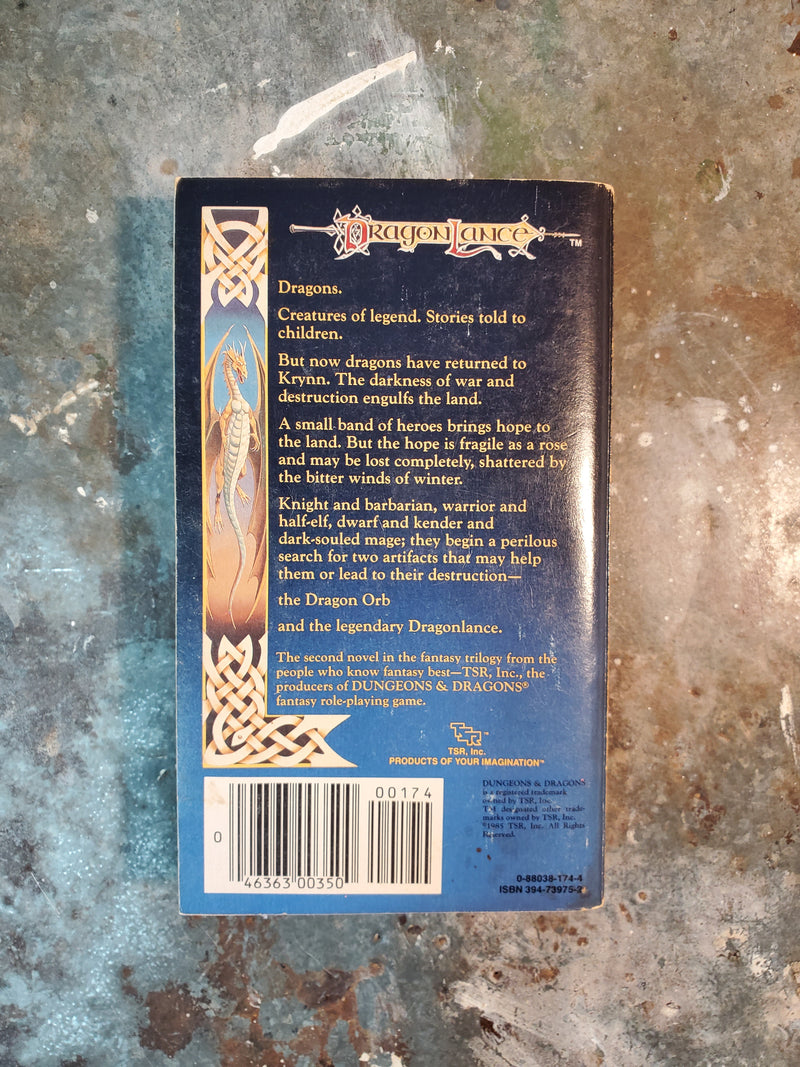 DRAGONLANCE
TM
Dragons.
Creatures of legend. Stories told to
children.
But now dragons have returned to
Krynn. The darkness of war and
destruction engulfs the land.
A small band of heroes brings hope to
the land. But the hope is fragile as a rose
and may be lost completely, shattered by
the bitter winds of winter.
Knight and barbarian, warrior and
half-elf, dwarf and kender and
dark-souled mage; they begin a perilous
search for two artifacts that may help
them or lead to their destruction—
the Dragon Orb
and the legendary Dragonlance.
The second novel in the fantasy trilogy from the
people who know fantasy best—TSR, Inc., the
producers of DUNGEONS & DRAGONS®
fantasy role-playing game.
TSR™
TSR, Inc.
PRODUCTS OF YOUR IMAGINATION™
00174
0
46363 00350
DUNGEONS & DRAGONS
is a registered trademark
owned by TSR, Inc.
TM designated other trade-
marks owned by TSR, Inc.
©1985 TSR, Inc. All Rights
Reserved.
0-88038-174-4
ISBN 394-73975-2